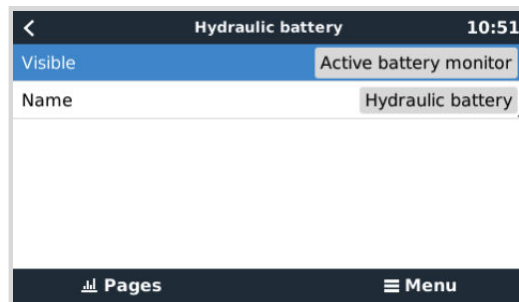 Hydraulic battery 10:51
Visible Active battery monitor
Name Hydraulic battery
Pages Menu